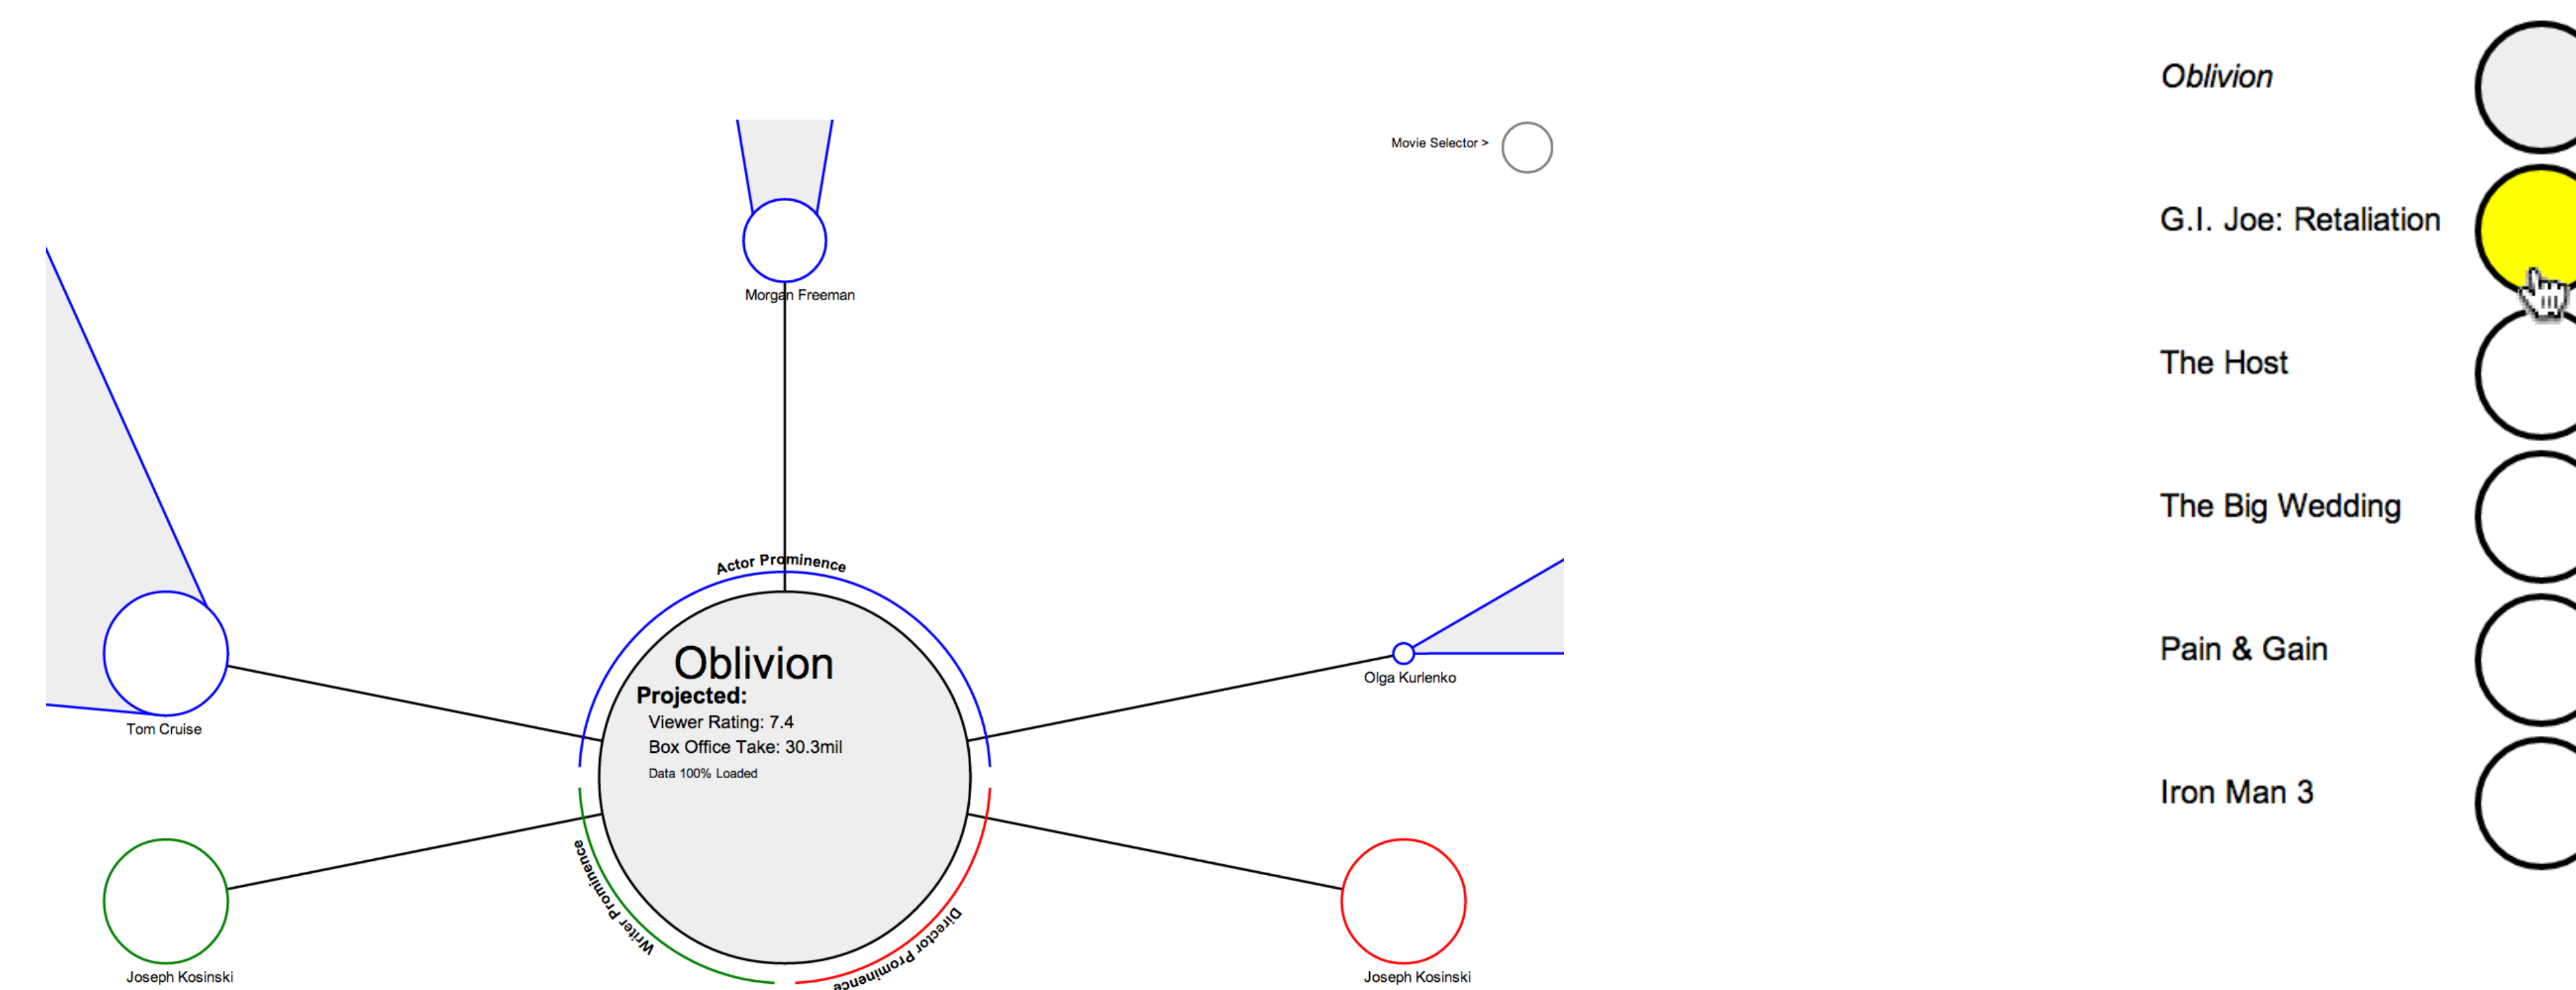 Movie Selector >
Morgan Freeman
Actor Prominence
Oblivion
Projected:
Viewer Rating: 7.4
Box Office Take: 30.3mil
Data 100% Loaded
Tom Cruise
Olga Kurlenko
Writer Prominence
Director Prominence
Joseph Kosinski
Joseph Kosinski
Oblivion
G.I. Joe: Retaliation
The Host
The Big Wedding
Pain & Gain
Iron Man 3